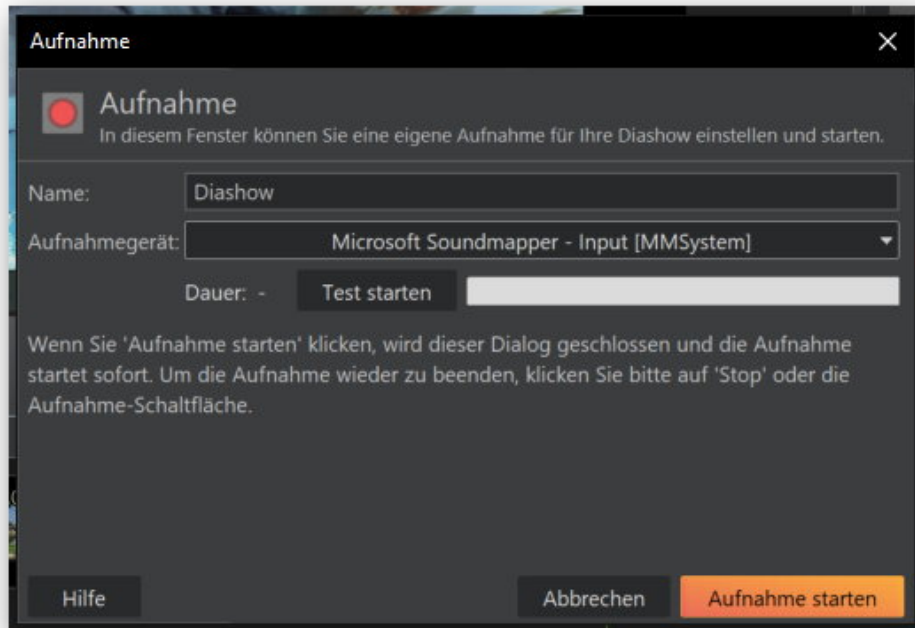 Aufnahme
Aufnahme
In diesem Fenster können Sie eine eigene Aufnahme für Ihre Diashow einstellen und starten.
Name: Diashow
Aufnahmegerät: Microsoft Soundmapper - Input [MMSystem]
Dauer: - Test starten
Wenn Sie 'Aufnahme starten' klicken, wird dieser Dialog geschlossen und die Aufnahme
startet sofort. Um die Aufnahme wieder zu beenden, klicken Sie bitte auf 'Stop' oder die
Aufnahme-Schaltfläche.
Hilfe Abbrechen Aufnahme starten